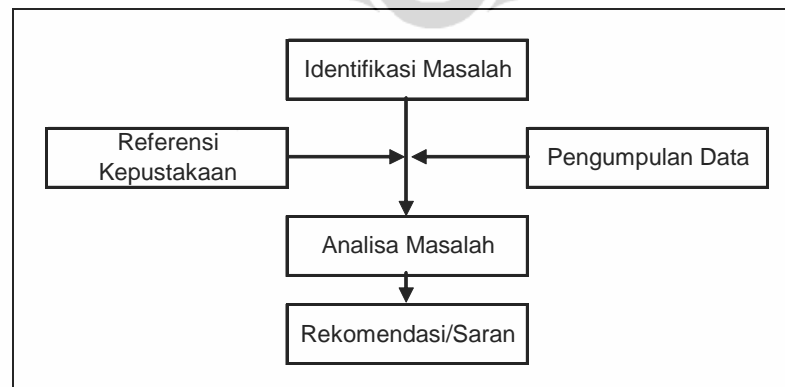 Identifikasi Masalah
Referensi
Kepustakaan
Pengumpulan Data
Analisa Masalah
Rekomendasi/Saran